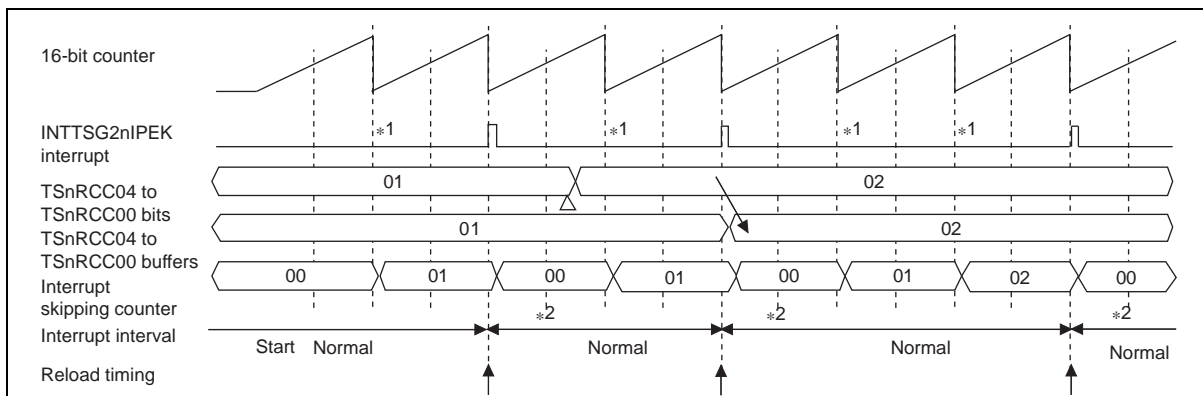 16-bit counter
INTTSG2nIPEK
interrupt
*1 *1 *1 *1
TSnRCC04 to
TSnRCC00 bits
01 02
TSnRCC04 to
TSnRCC00 buffers
01 02
Interrupt
skipping counter
00 01 00 01 00 01 02 00
*2 *2 *2
Interrupt interval
Start Normal Normal Normal Normal
Reload timing